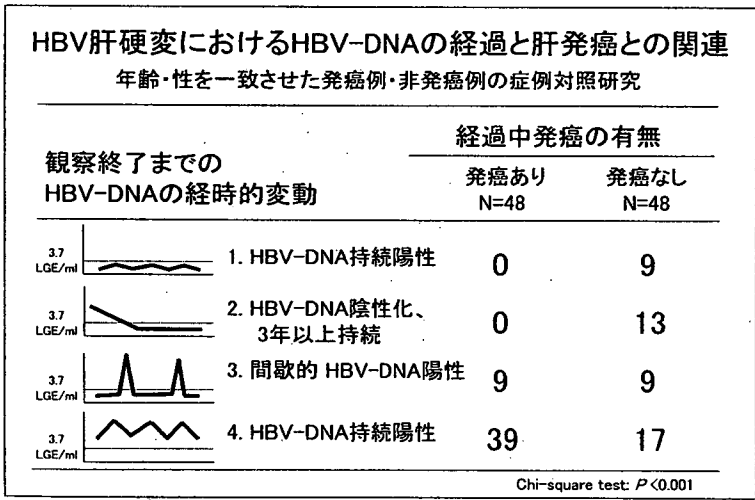 HBV肝硬変におけるHBV-DNAの経過と肝発癌との関連
年齢・性を一致させた発癌例・非発癌例の症例対照研究
経過中発癌の有無
観察終了までの
HBV-DNAの経時的変動
発癌あり
N=48
発癌なし
N=48
3.7
LGE/ml
1. HBV-DNA持続陽性
0
9
3.7
LGE/ml
2. HBV-DNA陰性化、
3年以上持続
0
13
3.7
LGE/ml
3. 間歇的 HBV-DNA陽性
9
9
3.7
LGE/ml
4. HBV-DNA持続陽性
39
17
Chi-square test: P<0.001